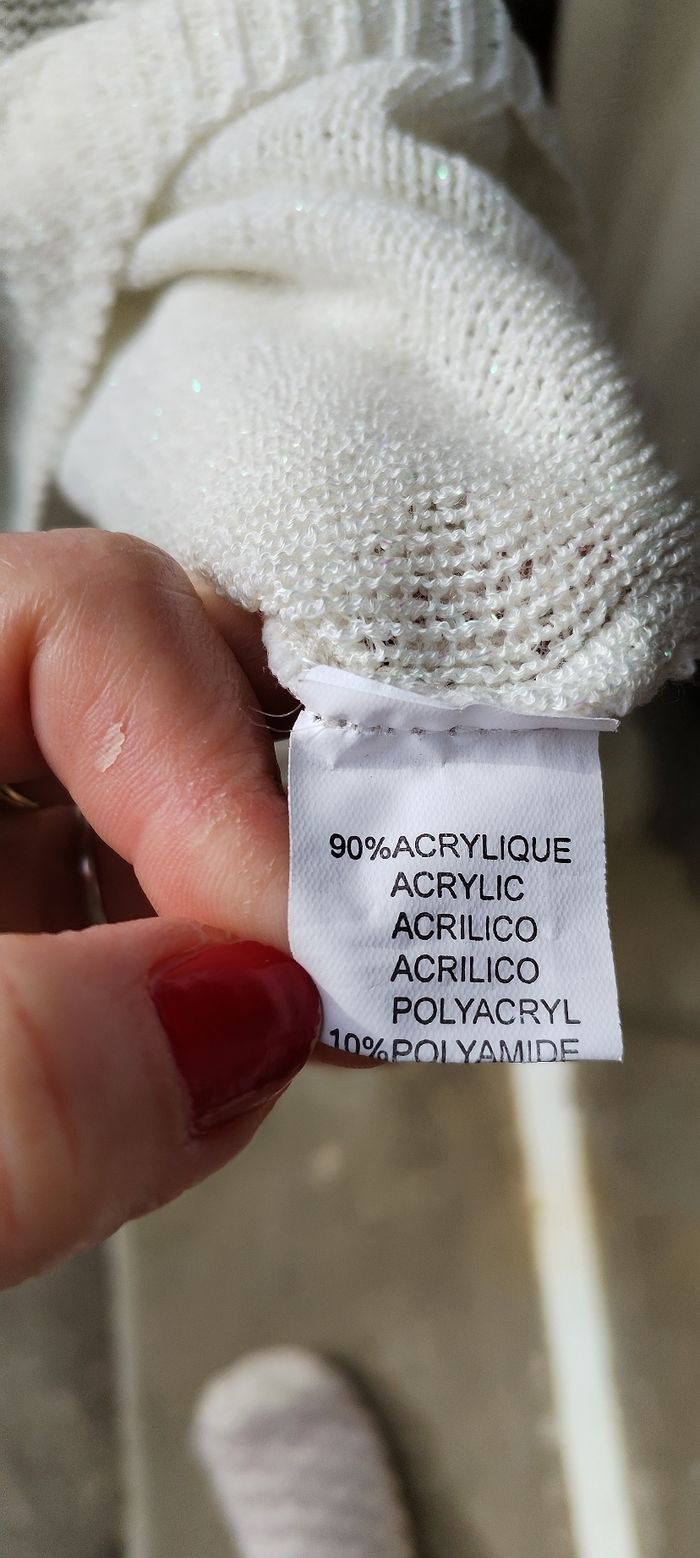 90%ACRYLIQUE
ACRYLIC
ACRILICO
ACRILICO
POLYACRYL
10%POLYAMIDE